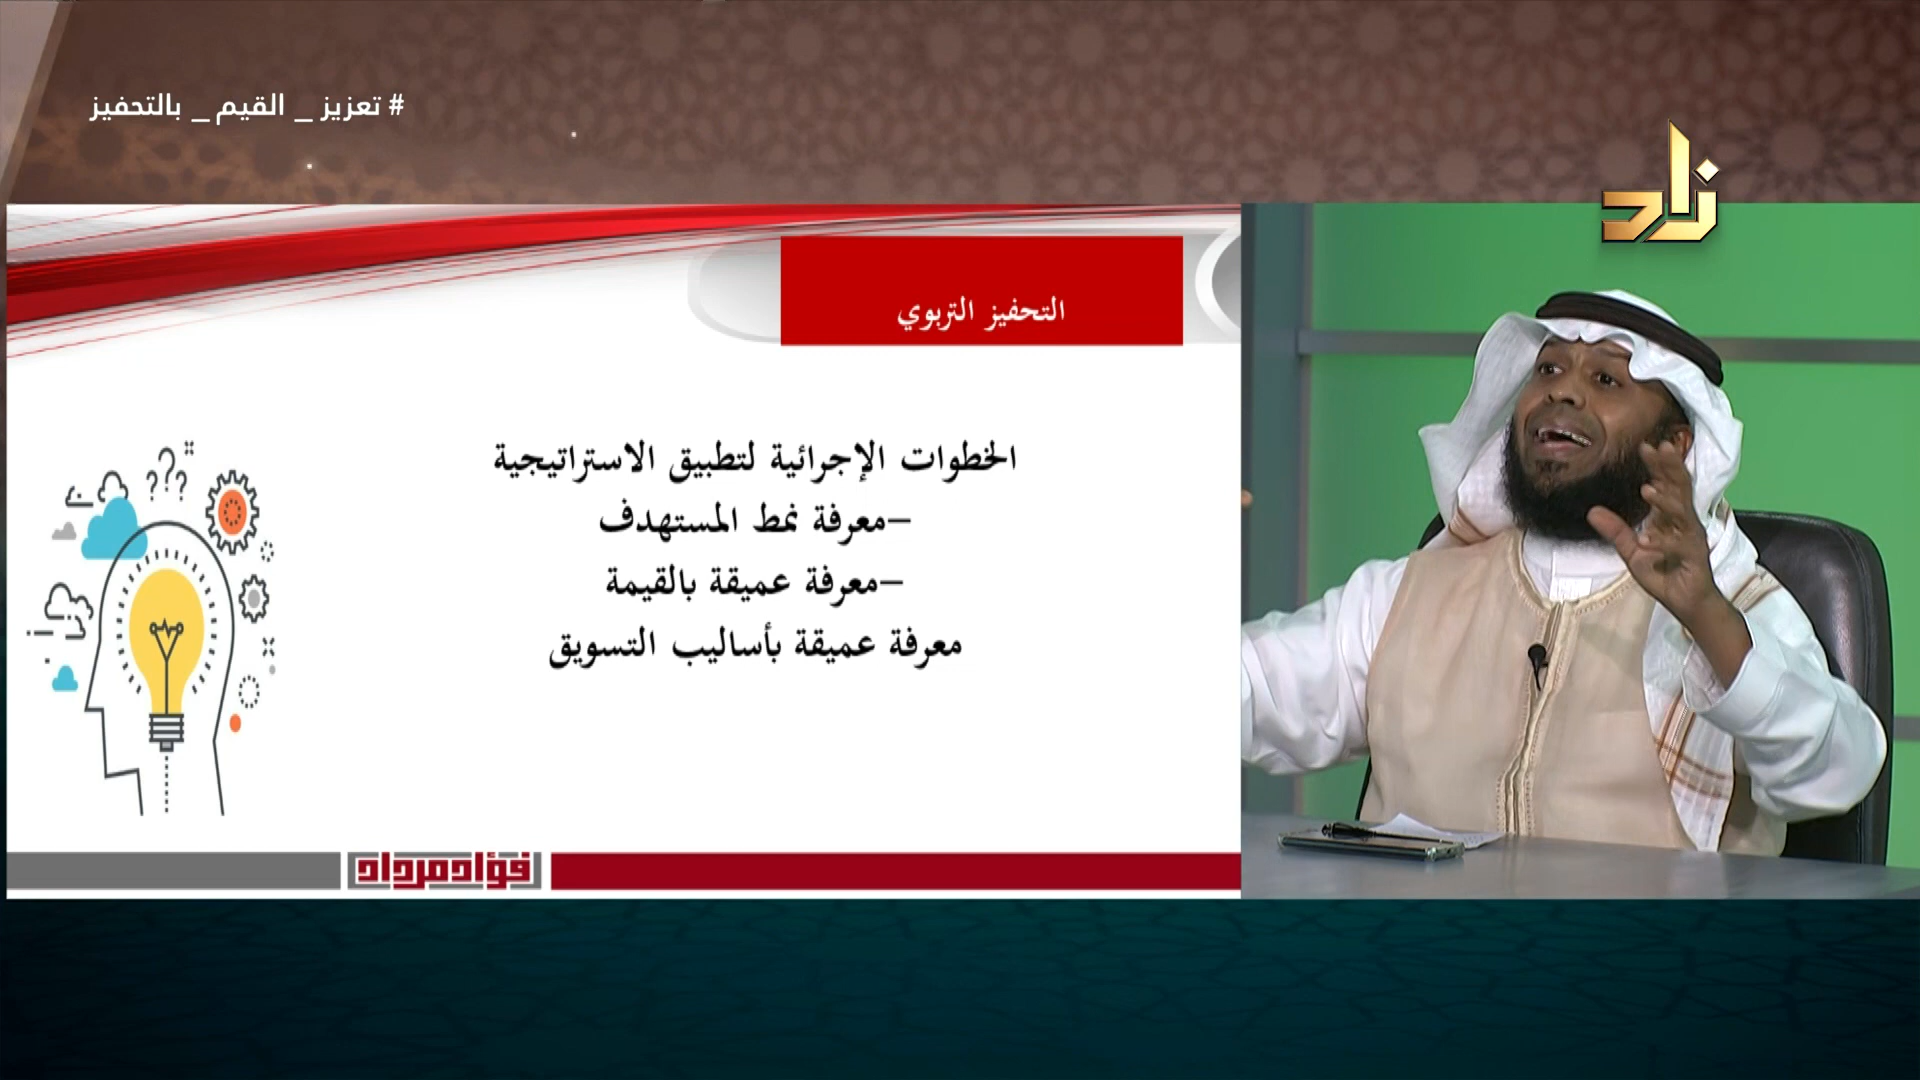 # تعزيز _ القيم _ بالتحفيز
زاد
التحفيز التربوي
الخطوات الإجرائية لتطبيق الاستراتيجية
–معرفة نمط المستهدف
–معرفة عميقة بالقيمة
معرفة عميقة بأساليب التسويق
فؤاد مرداد